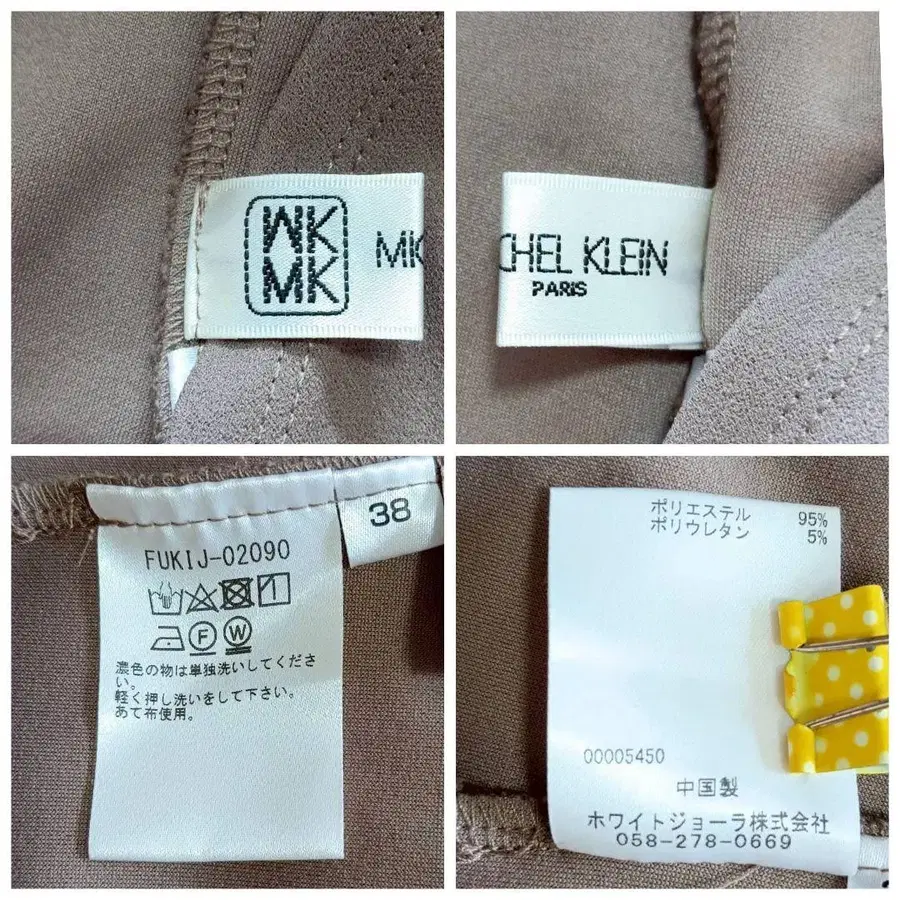 MK
MK
MIC
CHEL KLEIN
PARIS
38
FUKIJ-02090
F W
濃色の物は単独洗いしてくださ
い。
軽く押し洗いをして下さい。
あて布使用。
ポリエステル 95%
ポリウレタン 5%
00005450
中国製
ホワイトジョーラ株式会社
058-278-0669